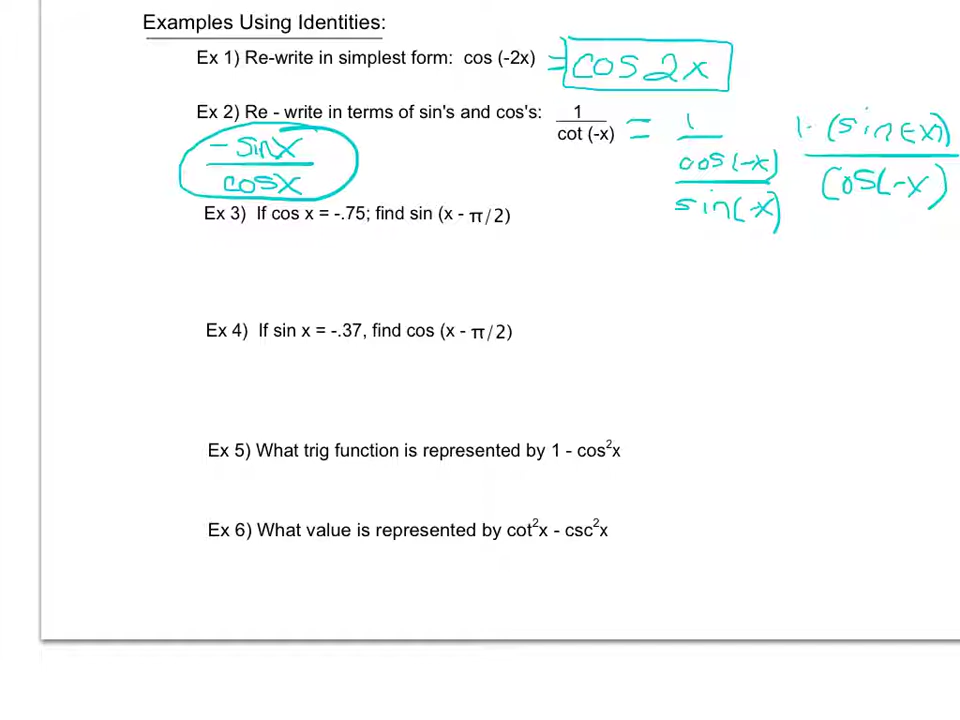 Examples Using Identities:
Ex 1) Re-write in simplest form: cos (-2x) = cos 2x
Ex 2) Re - write in terms of sin's and cos's: 1/cot (-x) = 1/(cos(-x)/sin(-x)) 1·(sin(-x))/cos(-x)
-sinx/cosx
Ex 3) If cos x = -.75; find sin (x - π/2)
Ex 4) If sin x = -.37, find cos (x - π/2)
Ex 5) What trig function is represented by 1 - cos²x
Ex 6) What value is represented by cot²x - csc²x